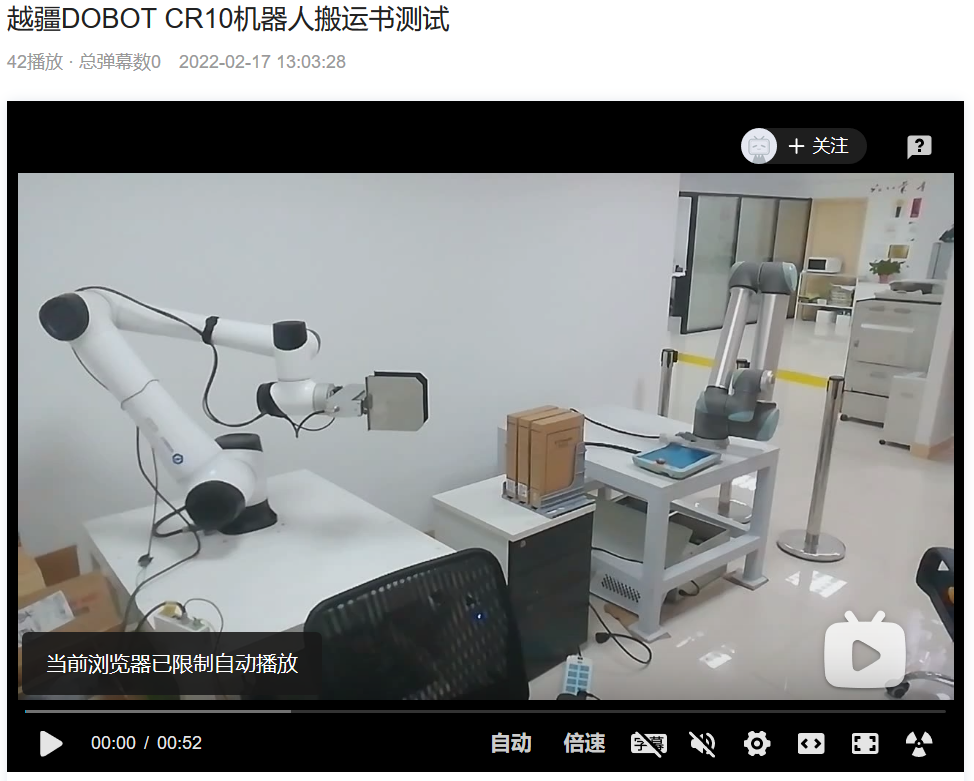 越疆DOBOT CR10机器人搬运书测试
42播放 · 总弹幕数0 2022-02-17 13:03:28
+ 关注
?
当前浏览器已限制自动播放
00:00 / 00:52 自动 倍速 字幕